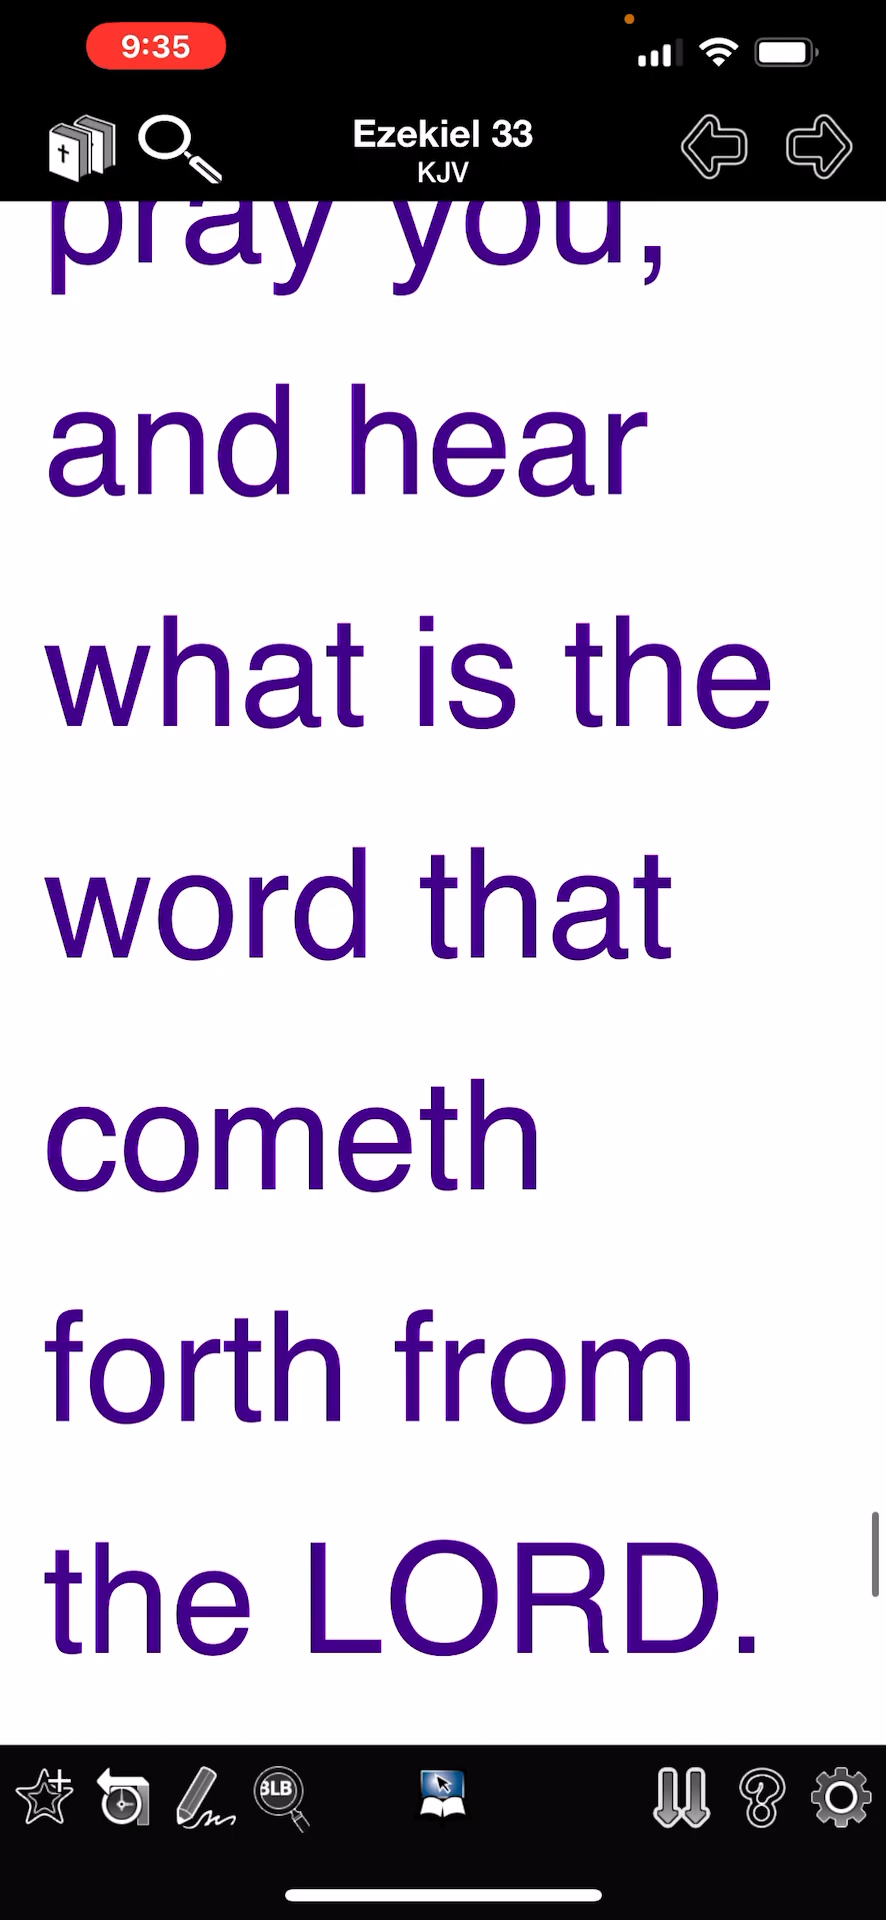 9:35
Ezekiel 33
KJV
pray you,
and hear
what is the
word that
cometh
forth from
the LORD.
BLB